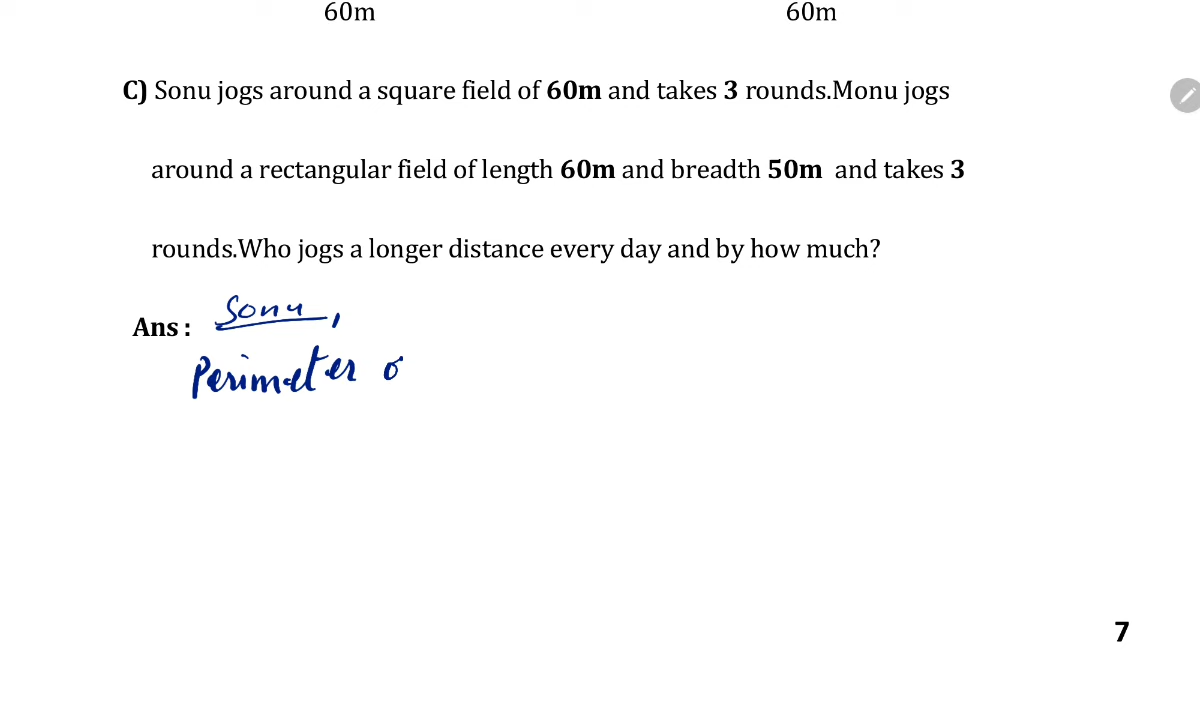 60m 60m
C) Sonu jogs around a square field of 60m and takes 3 rounds.Monu jogs
around a rectangular field of length 60m and breadth 50m and takes 3
rounds.Who jogs a longer distance every day and by how much?
Ans : Sonu,
Perimeter o
7